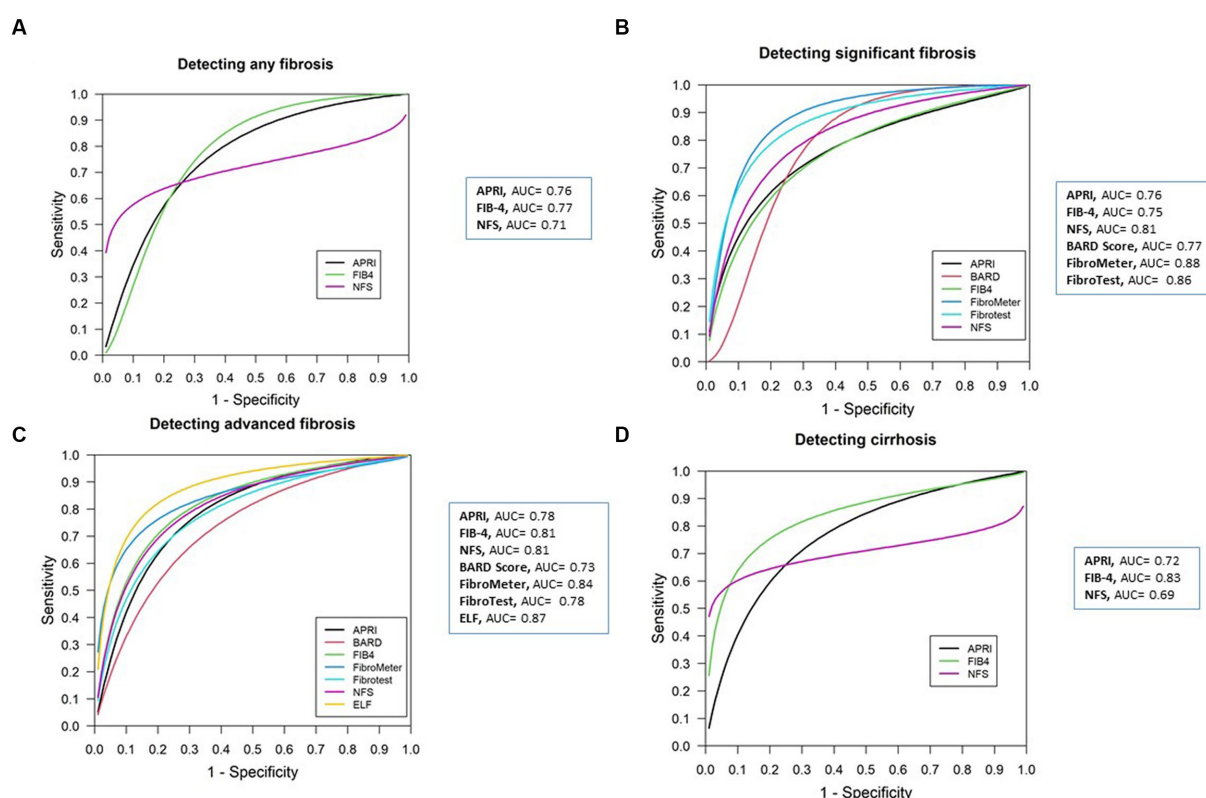 A
Detecting any fibrosis
Sensitivity
1.0
0.9
0.8
0.7
0.6
0.5
0.4
0.3
0.2
0.1
0.0
APRI
FIB4
NFS
0.0 0.1 0.2 0.3 0.4 0.5 0.6 0.7 0.8 0.9 1.0
1 - Specificity
APRI, AUC= 0.76
FIB-4, AUC= 0.77
NFS, AUC= 0.71
B
Detecting significant fibrosis
Sensitivity
1.0
0.9
0.8
0.7
0.6
0.5
0.4
0.3
0.2
0.1
0.0
APRI
BARD
FIB4
FibroMeter
Fibrotest
NFS
0.0 0.1 0.2 0.3 0.4 0.5 0.6 0.7 0.8 0.9 1.0
1 - Specificity
APRI, AUC= 0.76
FIB-4, AUC= 0.75
NFS, AUC= 0.81
BARD Score, AUC= 0.77
FibroMeter, AUC= 0.88
FibroTest, AUC= 0.86
C
Detecting advanced fibrosis
Sensitivity
1.0
0.9
0.8
0.7
0.6
0.5
0.4
0.3
0.2
0.1
0.0
APRI
BARD
FIB4
FibroMeter
Fibrotest
NFS
ELF
0.0 0.1 0.2 0.3 0.4 0.5 0.6 0.7 0.8 0.9 1.0
1 - Specificity
APRI, AUC= 0.78
FIB-4, AUC= 0.81
NFS, AUC= 0.81
BARD Score, AUC= 0.73
FibroMeter, AUC= 0.84
FibroTest, AUC= 0.78
ELF, AUC= 0.87
D
Detecting cirrhosis
Sensitivity
1.0
0.9
0.8
0.7
0.6
0.5
0.4
0.3
0.2
0.1
0.0
APRI
FIB4
NFS
0.0 0.1 0.2 0.3 0.4 0.5 0.6 0.7 0.8 0.9 1.0
1 - Specificity
APRI, AUC= 0.72
FIB-4, AUC= 0.83
NFS, AUC= 0.69